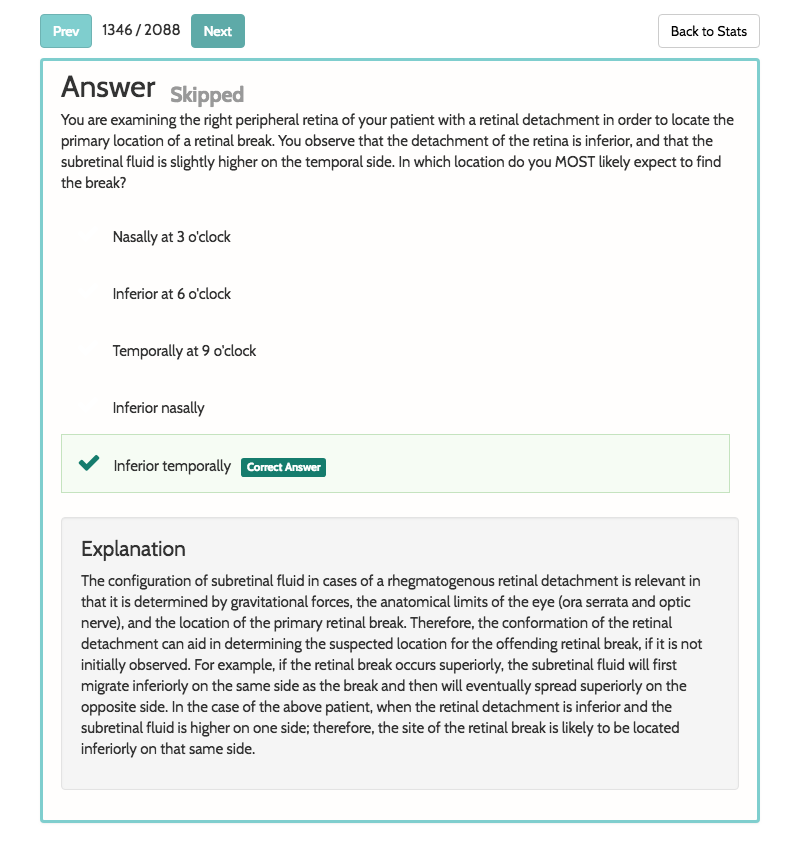 Prev 1346 / 2088 Next Back to Stats
Answer Skipped
You are examining the right peripheral retina of your patient with a retinal detachment in order to locate the
primary location of a retinal break. You observe that the detachment of the retina is inferior, and that the
subretinal fluid is slightly higher on the temporal side. In which location do you MOST likely expect to find
the break?
Nasally at 3 o'clock
Inferior at 6 o'clock
Temporally at 9 o'clock
Inferior nasally
Inferior temporally Correct Answer
Explanation
The configuration of subretinal fluid in cases of a rhegmatogenous retinal detachment is relevant in
that it is determined by gravitational forces, the anatomical limits of the eye (ora serrata and optic
nerve), and the location of the primary retinal break. Therefore, the conformation of the retinal
detachment can aid in determining the suspected location for the offending retinal break, if it is not
initially observed. For example, if the retinal break occurs superiorly, the subretinal fluid will first
migrate inferiorly on the same side as the break and then will eventually spread superiorly on the
opposite side. In the case of the above patient, when the retinal detachment is inferior and the
subretinal fluid is higher on one side; therefore, the site of the retinal break is likely to be located
inferiorly on that same side.